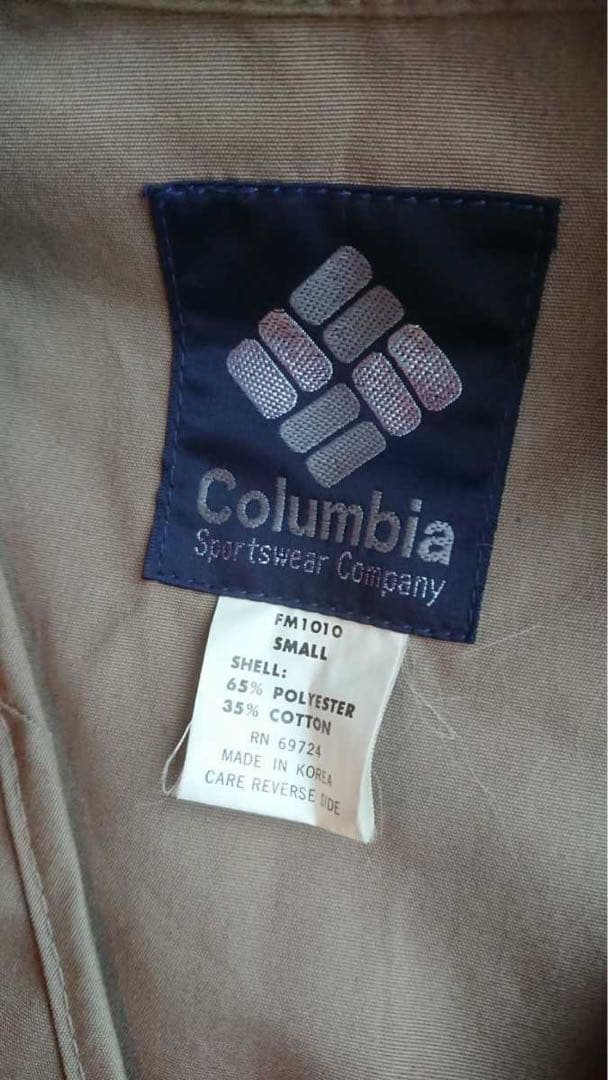 Columbia
Sportswear Company
FM1010
SMALL
SHELL:
65% POLYESTER
35% COTTON
RN 69724
MADE IN KOREA
CARE REVERSE SIDE